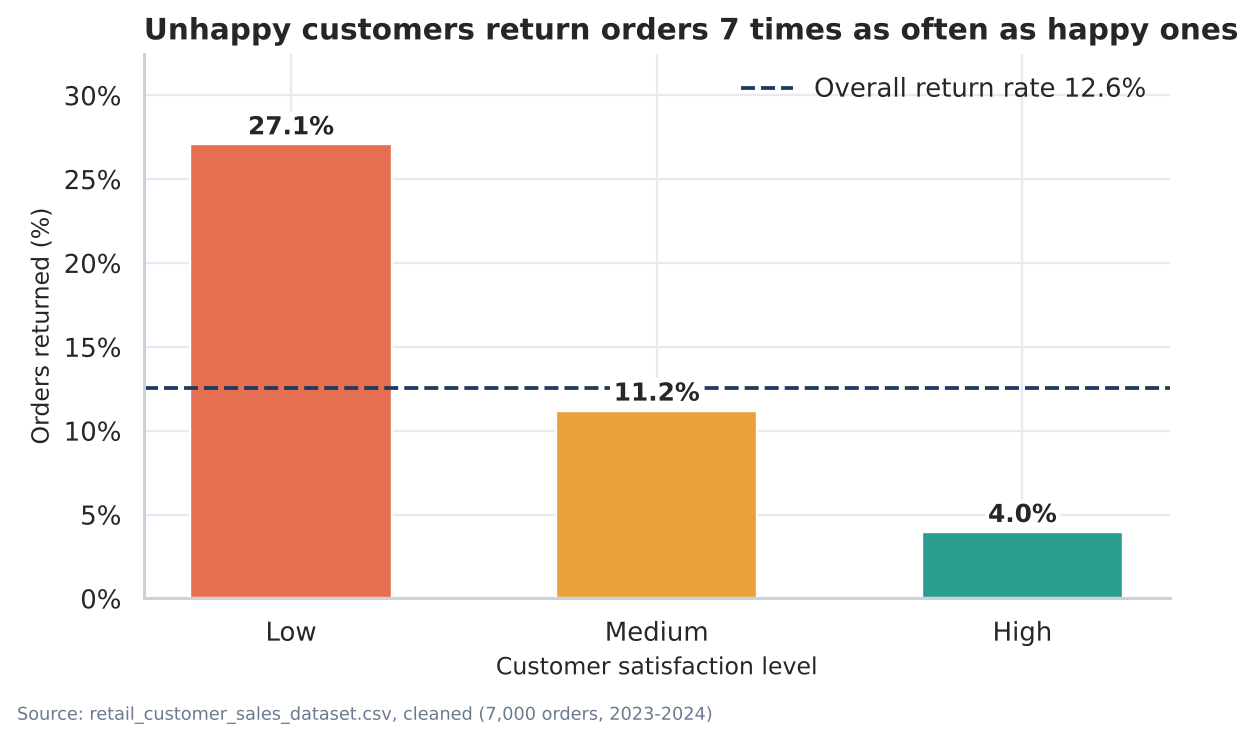 Unhappy customers return orders 7 times as often as happy ones
Overall return rate 12.6%
Orders returned (%)
30%
25%
20%
15%
10%
5%
0%
27.1%
11.2%
4.0%
Low
Medium
High
Customer satisfaction level
Source: retail_customer_sales_dataset.csv, cleaned (7,000 orders, 2023-2024)